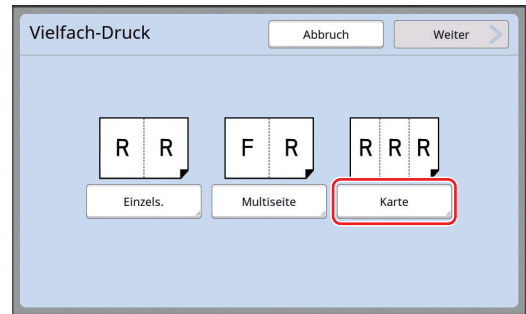 Vielfach-Druck Abbruch Weiter
R R F R R R R
Einzels. Multiseite Karte